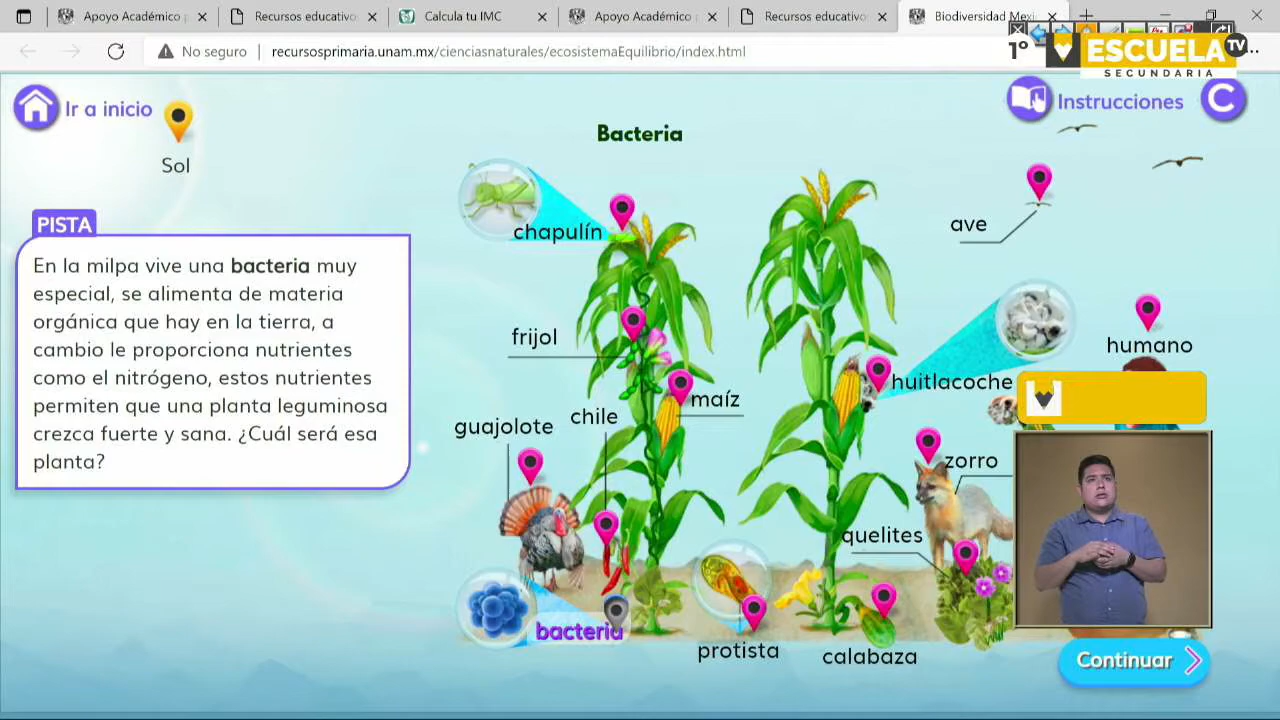 Apoyo Académico p
Recursos educativo
Calcula tu IMC
Apoyo Académico p
Recursos educativo
Biodiversidad Mexi
No seguro
recursosprimaria.unam.mx/cienciasnaturales/ecosistemaEquilibrio/index.html
1°
ESCUELA TV
SECUNDARIA
Ir a inicio
Sol
Instrucciones
C
Bacteria
PISTA
En la milpa vive una bacteria muy
especial, se alimenta de materia
orgánica que hay en la tierra, a
cambio le proporciona nutrientes
como el nitrógeno, estos nutrientes
permiten que una planta leguminosa
crezca fuerte y sana. ¿Cuál será esa
planta?
chapulín
ave
frijol
humano
huitlacoche
maíz
chile
guajolote
zorro
quelites
bacteria
protista
calabaza
Continuar